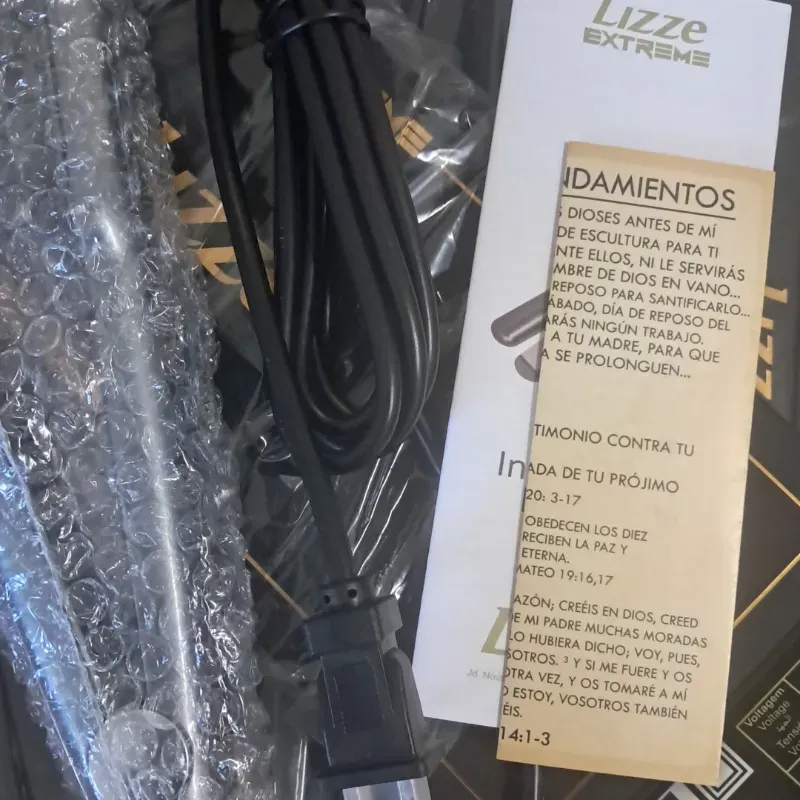 Lizze
EXTREME
NDAMIENTOS
DIOSES ANTES DE MÍ
DE ESCULTURA PARA TI
NTE ELLOS, NI LE SERVIRÁS
MBRE DE DIOS EN VANO...
REPOSO PARA SANTIFICARLO...
ÁBADO, DÍA DE REPOSO DEL
ARÁS NINGÚN TRABAJO.
A TU MADRE, PARA QUE
A SE PROLONGUEN...
TIMONIO CONTRA TU
ADA DE TU PRÓJIMO
20: 3-17
OBEDECEN LOS DIEZ
RECIBEN LA PAZ Y
ETERNA.
MATEO 19:16,17
AZÓN; CREÉIS EN DIOS, CREED
DE MI PADRE MUCHAS MORADAS
LO HUBIERA DICHO; VOY, PUES,
SOTROS. ³ Y SI ME FUERE Y OS
OTRA VEZ, Y OS TOMARÉ A MÍ
O ESTOY, VOSOTROS TAMBIÉN
ÉIS.
14:1-3
In
Jd. Nov
Voltagem
Voltage